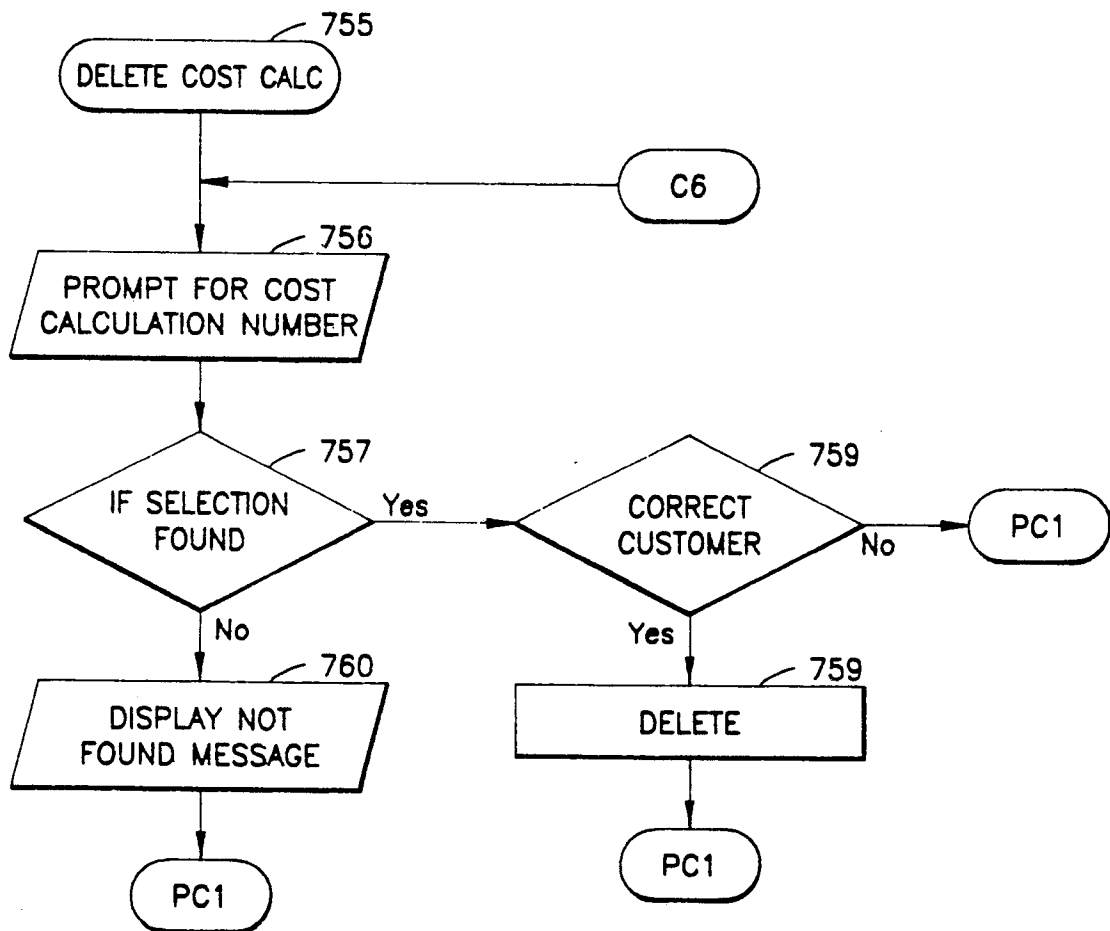 755
DELETE COST CALC
C6
756
PROMPT FOR COST
CALCULATION NUMBER
757
IF SELECTION
FOUND
Yes
No
759
CORRECT
CUSTOMER
No
PC1
Yes
760
DISPLAY NOT
FOUND MESSAGE
759
DELETE
PC1
PC1